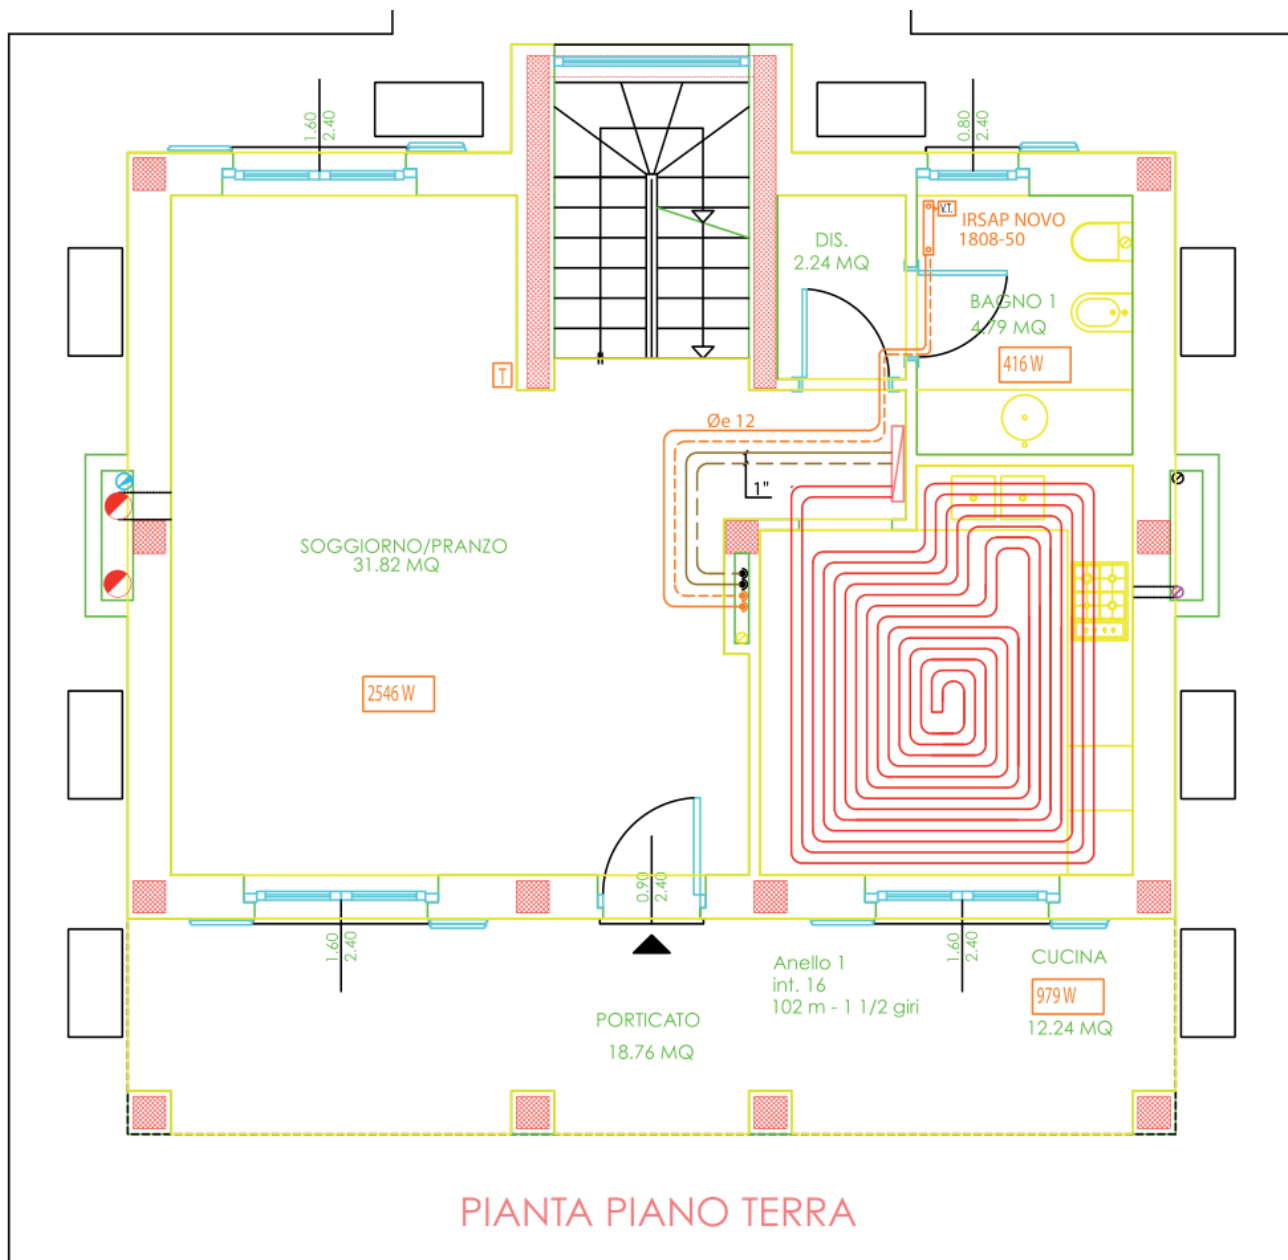 1.60
2.40
0.80
2.40
V.T.
IRSAP NOVO
1808-50
DIS.
2.24 MQ
BAGNO 1
4.79 MQ
416 W
T
Øe 12
1"
SOGGIORNO/PRANZO
31.82 MQ
2546 W
0.90
2.40
1.60
2.40
1.60
2.40
Anello 1
int. 16
102 m - 1 1/2 giri
CUCINA
979 W
12.24 MQ
PORTICATO
18.76 MQ
PIANTA PIANO TERRA